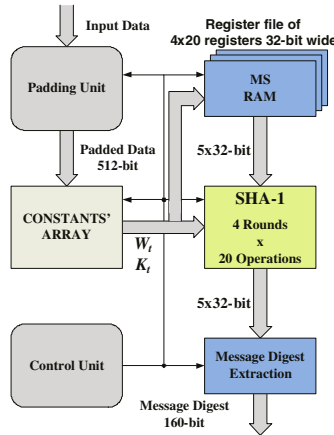 Input Data
Register file of
4x20 registers 32-bit wide
Padding Unit
MS
RAM
Padded Data
512-bit
5x32-bit
CONSTANTS'
ARRAY
SHA-1
4 Rounds
x
20 Operations
Wt
Kt
5x32-bit
Control Unit
Message Digest
Extraction
Message Digest
160-bit